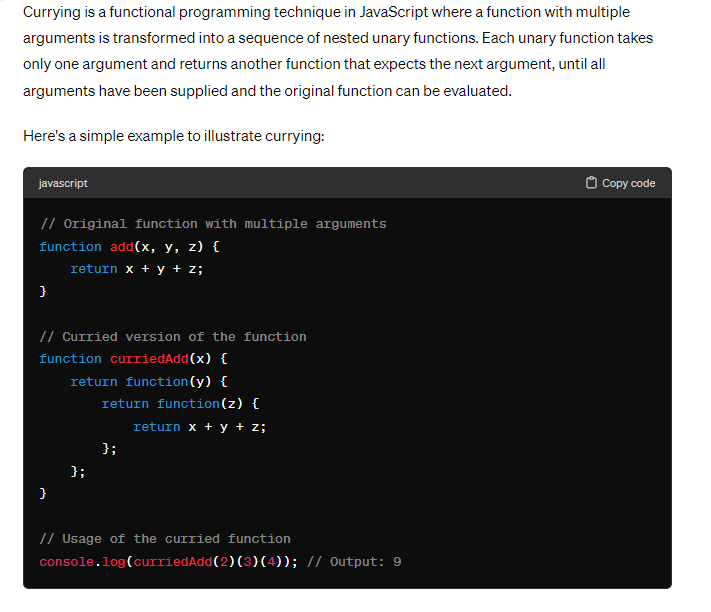 Currying is a functional programming technique in JavaScript where a function with multiple
arguments is transformed into a sequence of nested unary functions. Each unary function takes
only one argument and returns another function that expects the next argument, until all
arguments have been supplied and the original function can be evaluated.
Here's a simple example to illustrate currying:
javascript Copy code
// Original function with multiple arguments
function add(x, y, z) {
    return x + y + z;
}
// Curried version of the function
function curriedAdd(x) {
    return function(y) {
        return function(z) {
            return x + y + z;
        };
    };
}
// Usage of the curried function
console.log(curriedAdd(2)(3)(4)); // Output: 9